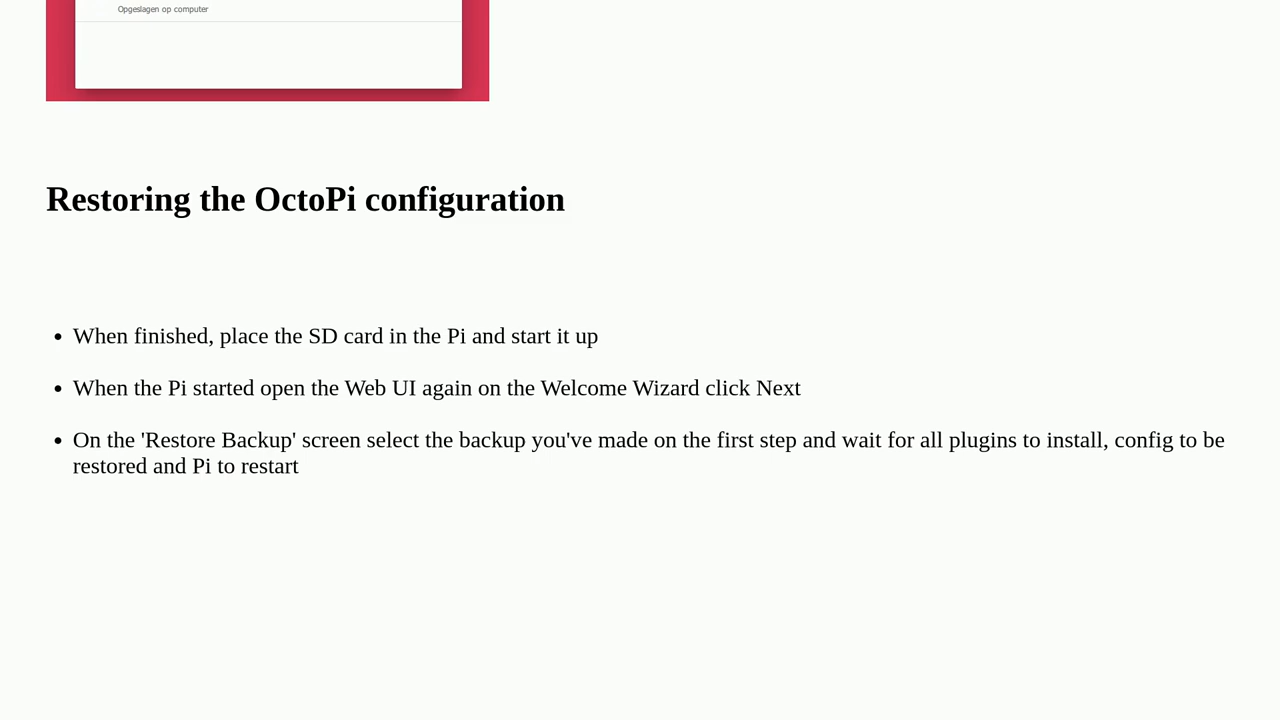 Opgeslagen op computer
Restoring the OctoPi configuration
When finished, place the SD card in the Pi and start it up
When the Pi started open the Web UI again on the Welcome Wizard click Next
On the 'Restore Backup' screen select the backup you've made on the first step and wait for all plugins to install, config to be
restored and Pi to restart